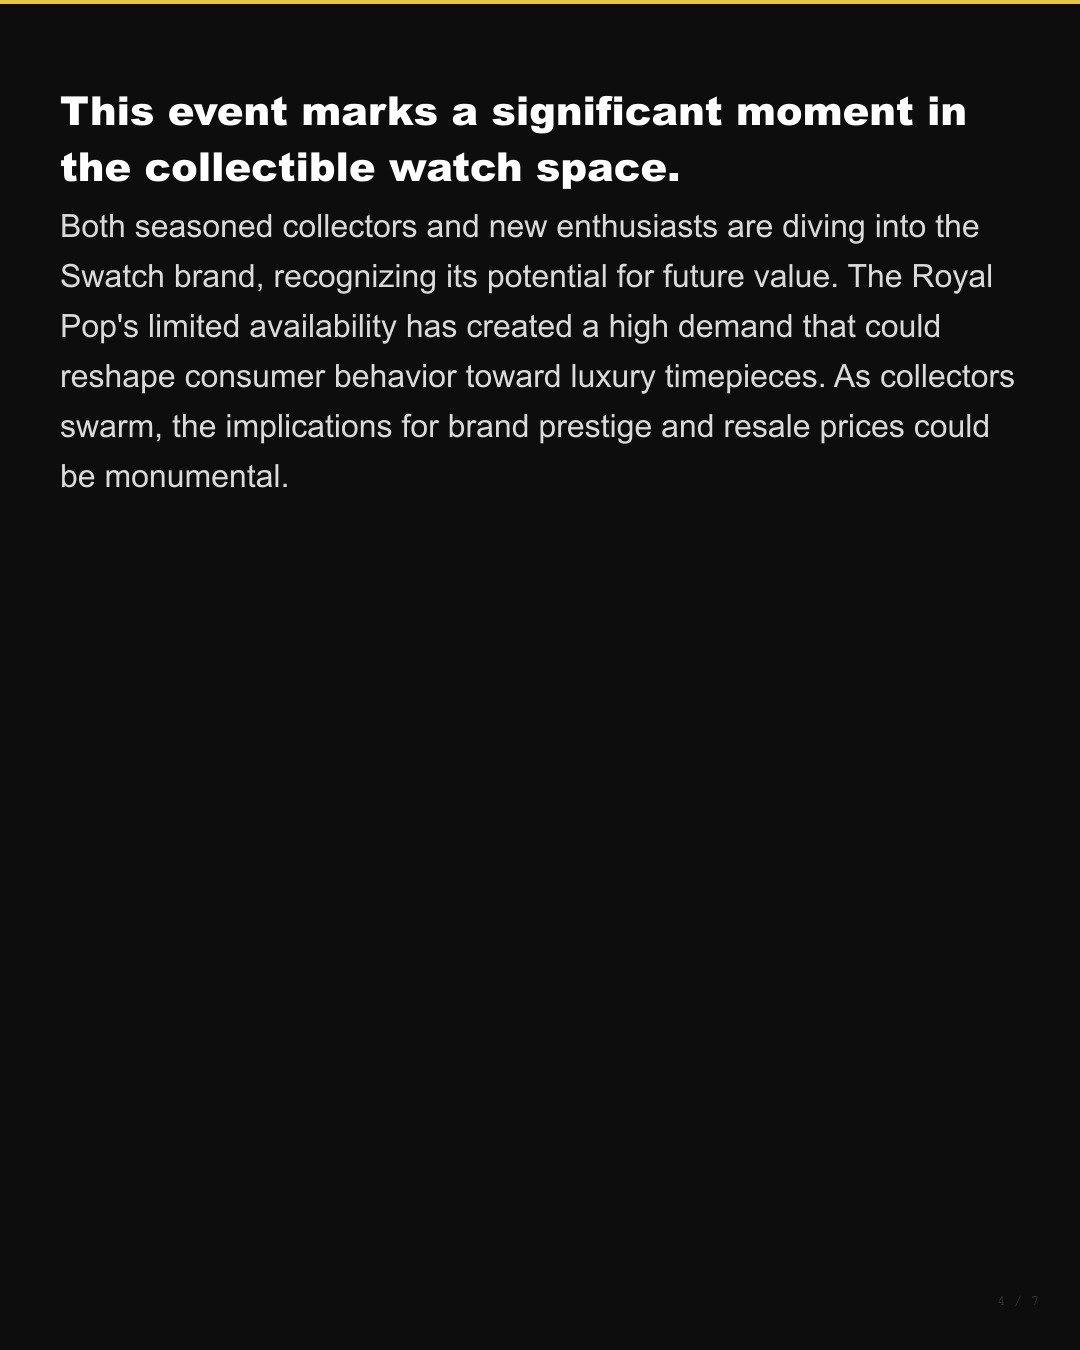 This event marks a significant moment in
the collectible watch space.
Both seasoned collectors and new enthusiasts are diving into the
Swatch brand, recognizing its potential for future value. The Royal
Pop's limited availability has created a high demand that could
reshape consumer behavior toward luxury timepieces. As collectors
swarm, the implications for brand prestige and resale prices could
be monumental.
4 / 7